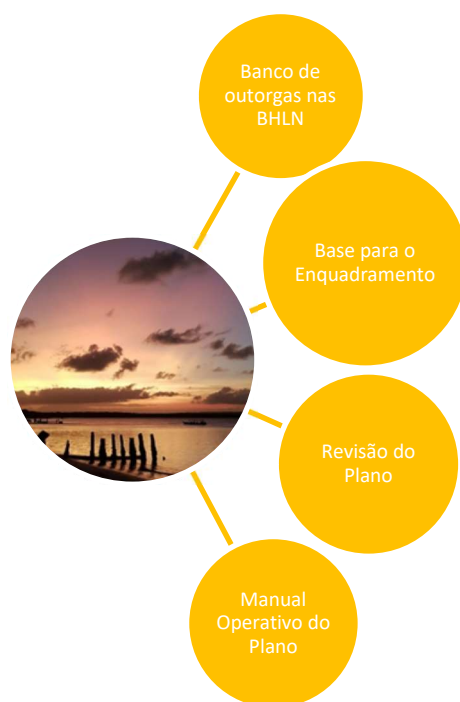 Banco de
outorgas nas
BHLN
Base para o
Enquadramento
Revisão do
Plano
Manual
Operativo do
Plano